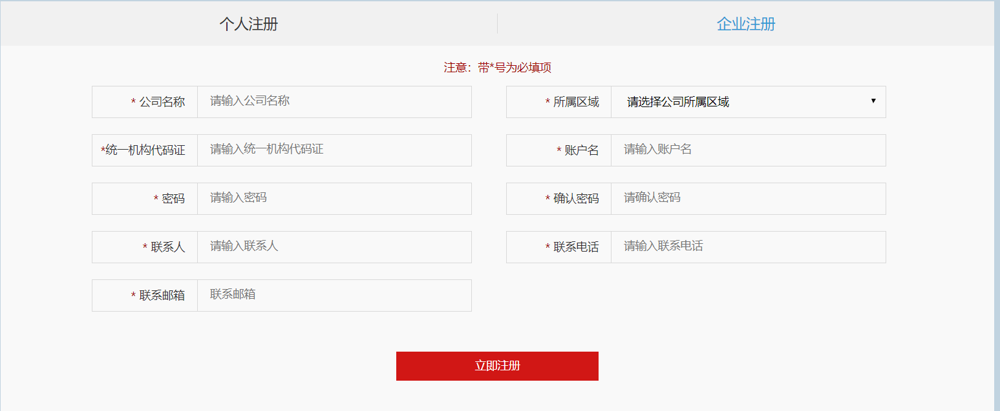 个人注册 企业注册
注意：带*号为必填项
* 公司名称 请输入公司名称 * 所属区域 请选择公司所属区域
*统一机构代码证 请输入统一机构代码证 * 账户名 请输入账户名
* 密码 请输入密码 * 确认密码 请确认密码
* 联系人 请输入联系人 * 联系电话 请输入联系电话
* 联系邮箱 联系邮箱
立即注册